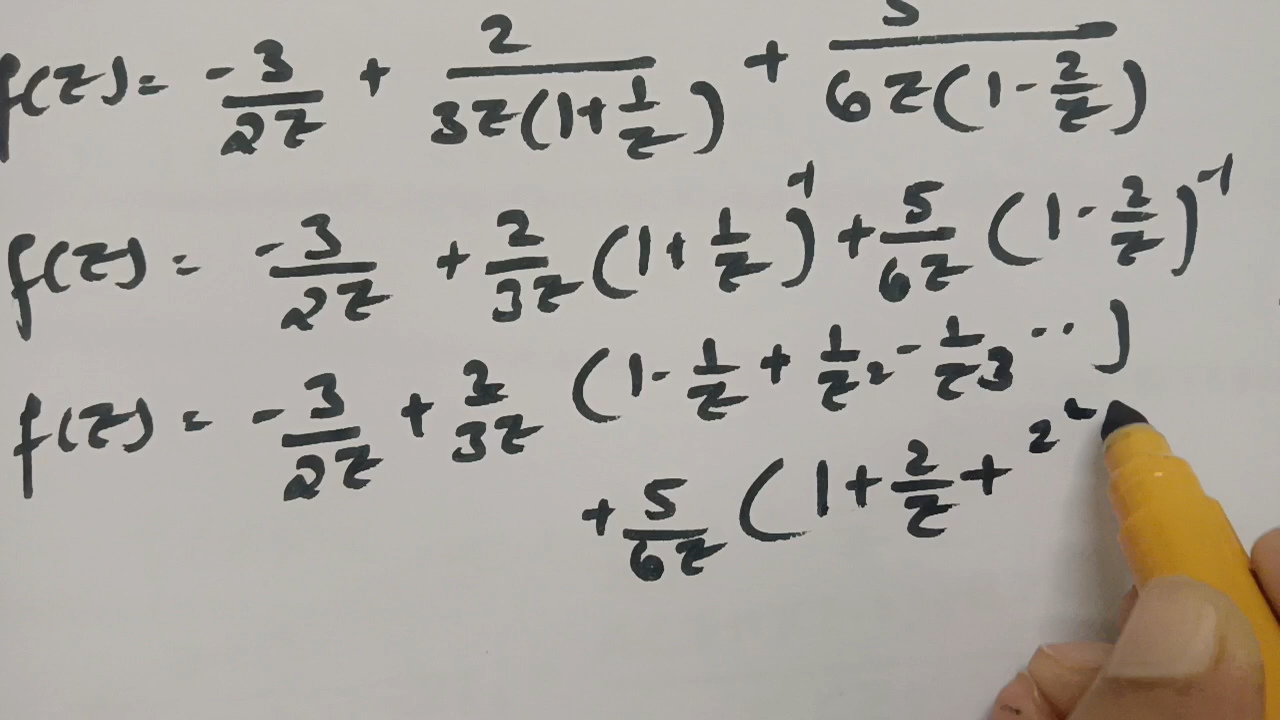 f(z) = -3/2z + 2/3z(1+1/z) + 5/6z(1-2/z)
f(z) = -3/2z + 2/3z (1+1/z)^-1 + 5/6z (1-2/z)^-1
f(z) = -3/2z + 2/3z (1-1/z+1/z²-1/z³ ..)
+ 5/6z (1+2/z+2²